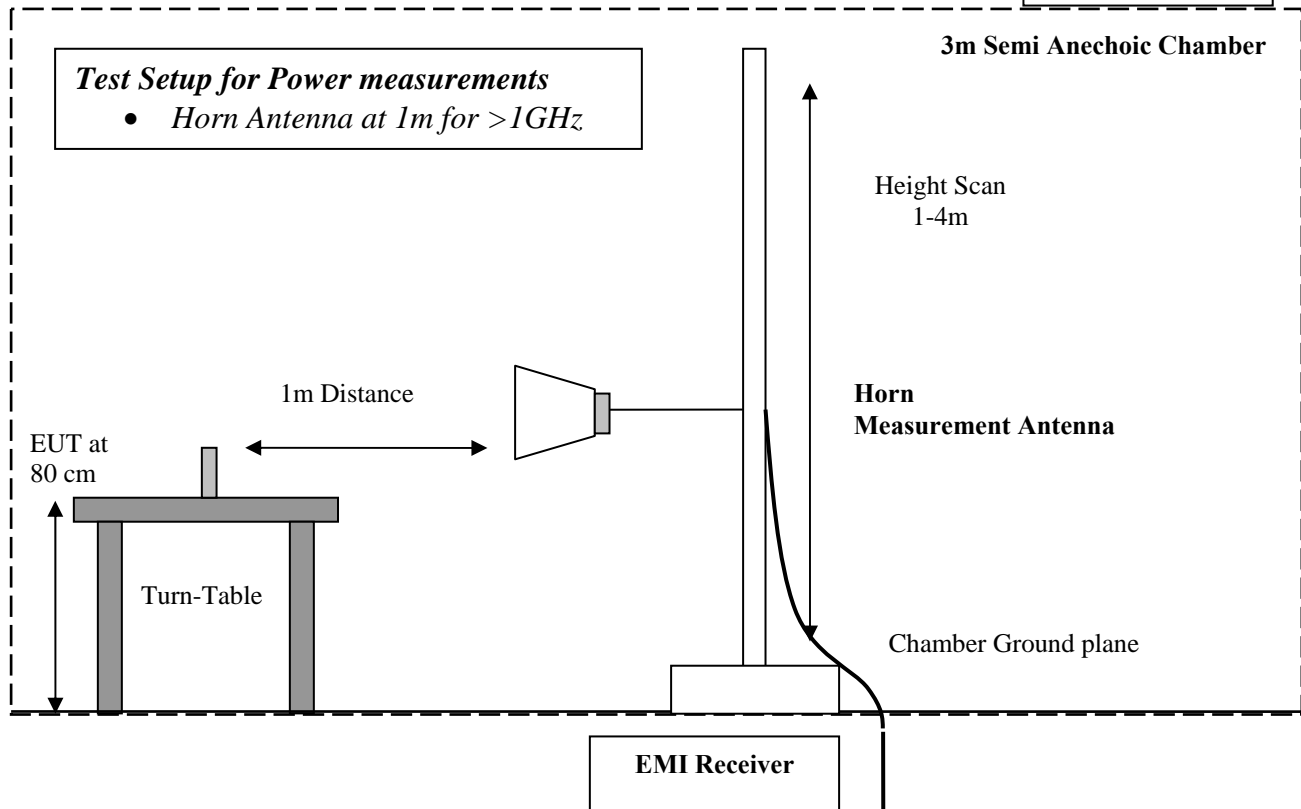 3m Semi Anechoic Chamber
Test Setup for Power measurements
• Horn Antenna at 1m for >1GHz
Height Scan
1-4m
1m Distance
Horn
Measurement Antenna
EUT at
80 cm
Turn-Table
Chamber Ground plane
EMI Receiver